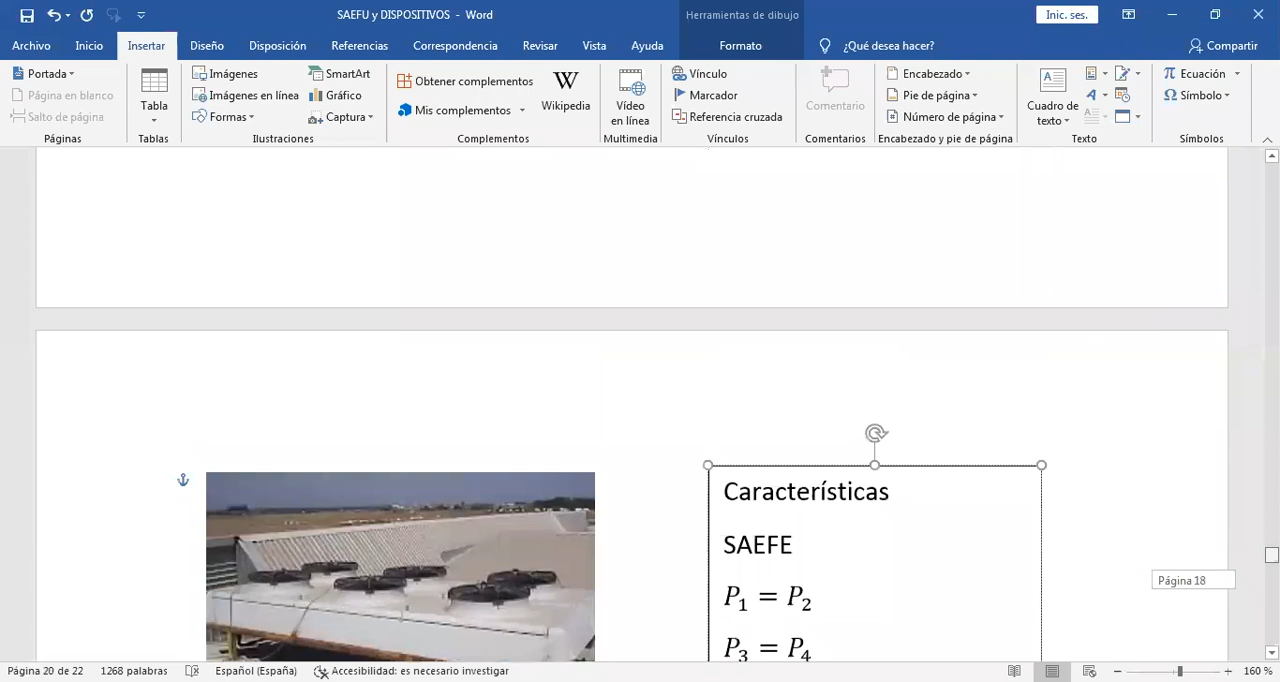 SAEFU y DISPOSITIVOS - Word
Herramientas de dibujo
Inic. ses.
Archivo Inicio Insertar Diseño Disposición Referencias Correspondencia Revisar Vista Ayuda Formato ¿Qué desea hacer? Compartir
Portada
Página en blanco
Salto de página
Páginas
Tabla
Tablas
Imágenes
Imágenes en línea
Formas
SmartArt
Gráfico
Captura
Ilustraciones
Obtener complementos
Mis complementos
Wikipedia
W
Complementos
Vídeo
en línea
Multimedia
Vínculo
Marcador
Referencia cruzada
Vínculos
Comentario
Comentarios
Encabezado
Pie de página
Número de página
Encabezado y pie de página
Cuadro de
texto
Texto
π Ecuación
Ω Símbolo
Símbolos
Características
SAEFE
P₁ = P₂
P₃ = P₄
Página 18
Página 20 de 22 1268 palabras Español (España) Accesibilidad: es necesario investigar 160 %